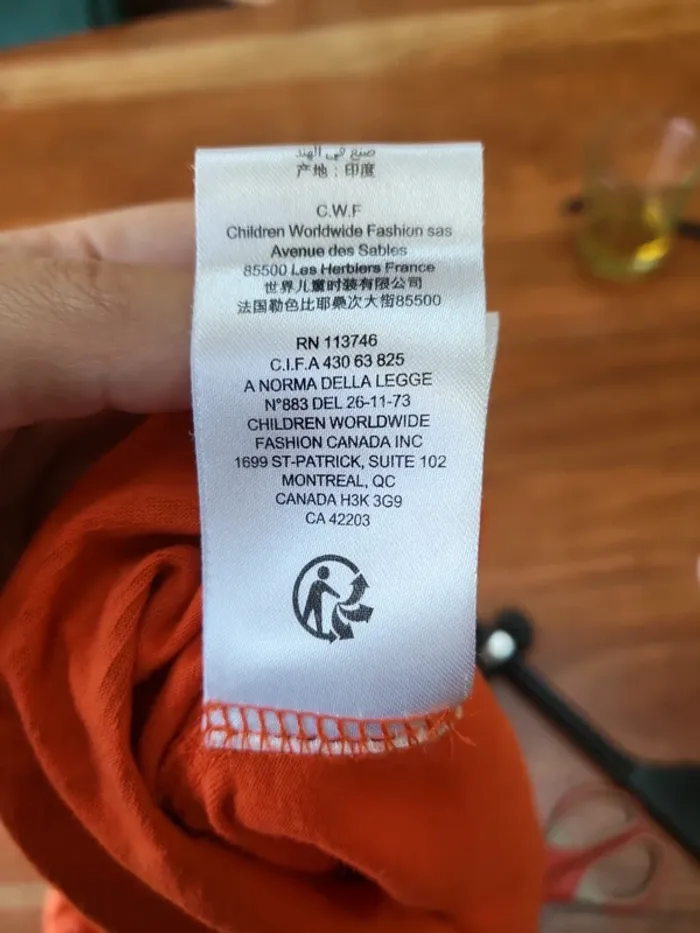 صنع في الهند
产地：印度
C.W.F
Children Worldwide Fashion sas
Avenue des Sables
85500 Les Herbiers France
世界儿童时装有限公司
法国勒色比耶桑次大街85500
RN 113746
C.I.F.A 430 63 825
A NORMA DELLA LEGGE
N°883 DEL 26-11-73
CHILDREN WORLDWIDE
FASHION CANADA INC
1699 ST-PATRICK, SUITE 102
MONTREAL, QC
CANADA H3K 3G9
CA 42203